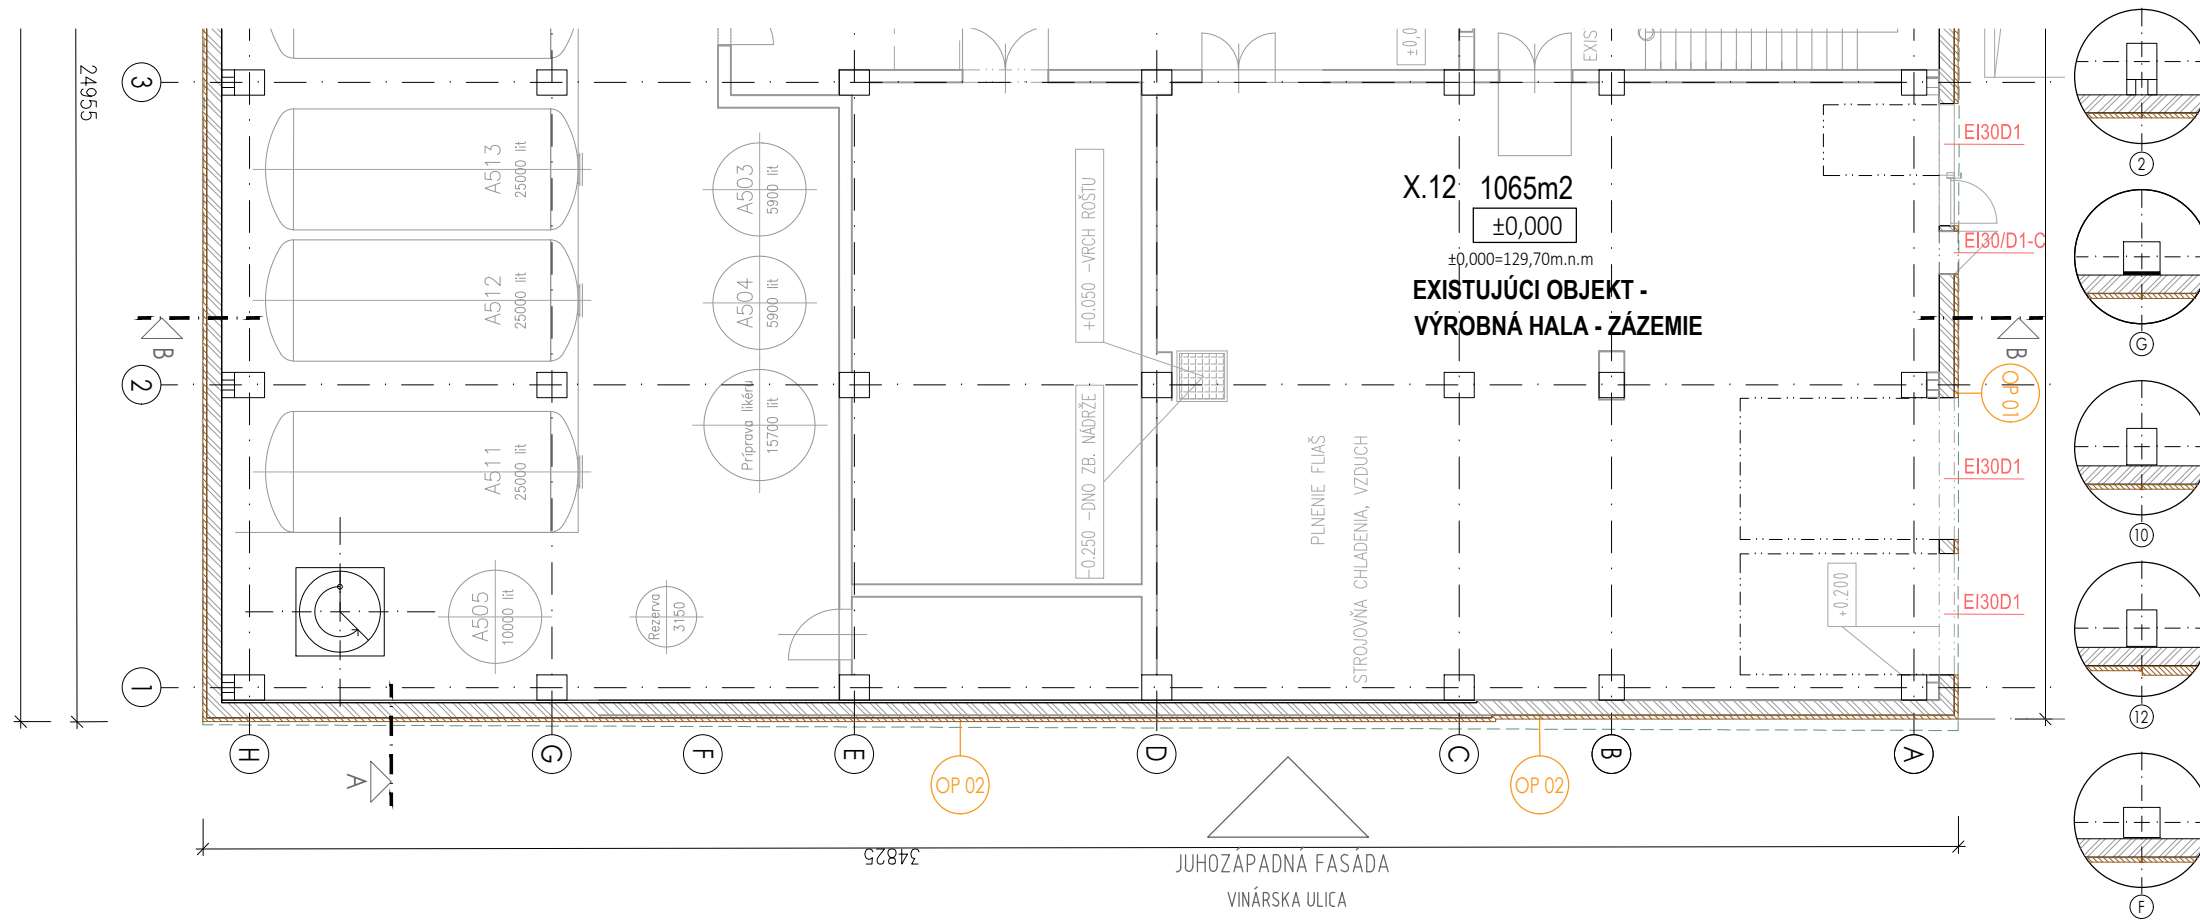 24955
3
2
1
A513
25000 lit
A512
25000 lit
A511
25000 lit
A503
5900 lit
A504
5900 lit
Príprava likéru
15700 lit
A505
10000 lit
Rezerva
3150
+0.050 -VRCH ROŠTU
-0.250 -DNO ZB. NÁDRŽE
PLNENIE FLIAŠ
STROJOVŇA CHLADENIA, VZDUCH
±0,0
EXIS
X.12 1065m2
±0,000
±0,000=129,70m.n.m
EXISTUJÚCI OBJEKT -
VÝROBNÁ HALA - ZÁZEMIE
EI30D1
EI30/D1-C
B
B
OP 01
EI30D1
EI30D1
+0.200
H
G
F
E
D
C
B
A
A
OP 02
OP 02
34825
JUHOZÁPADNÁ FASÁDA
VINÁRSKA ULICA
2
G
10
12
F